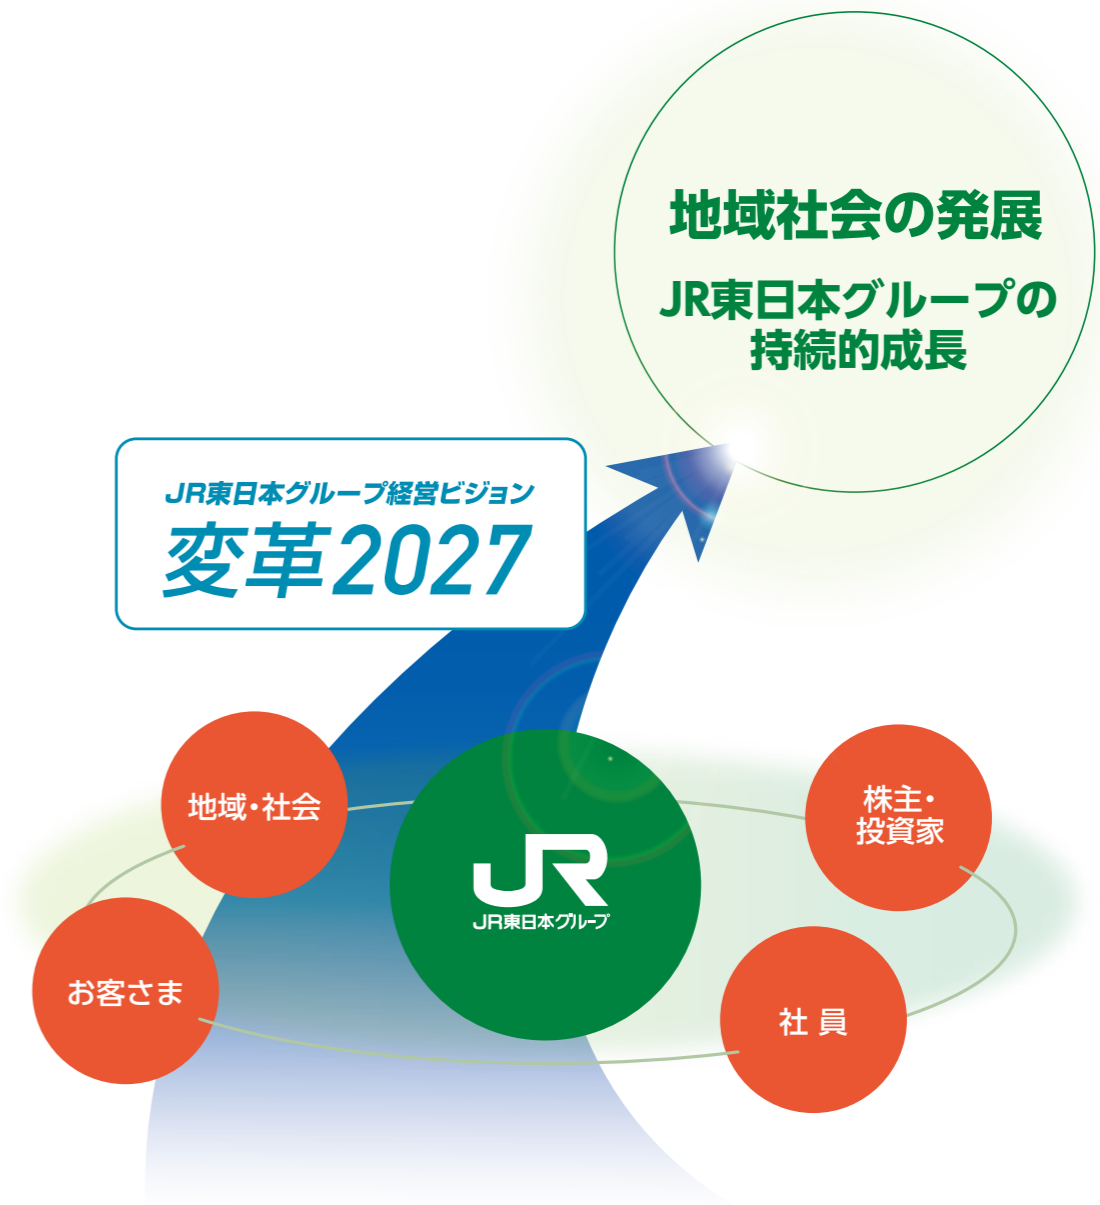 地域社会の発展
JR東日本グループの
持続的成長
JR東日本グループ経営ビジョン
変革2027
地域・社会
株主・
投資家
JR
JR東日本グループ
お客さま
社員